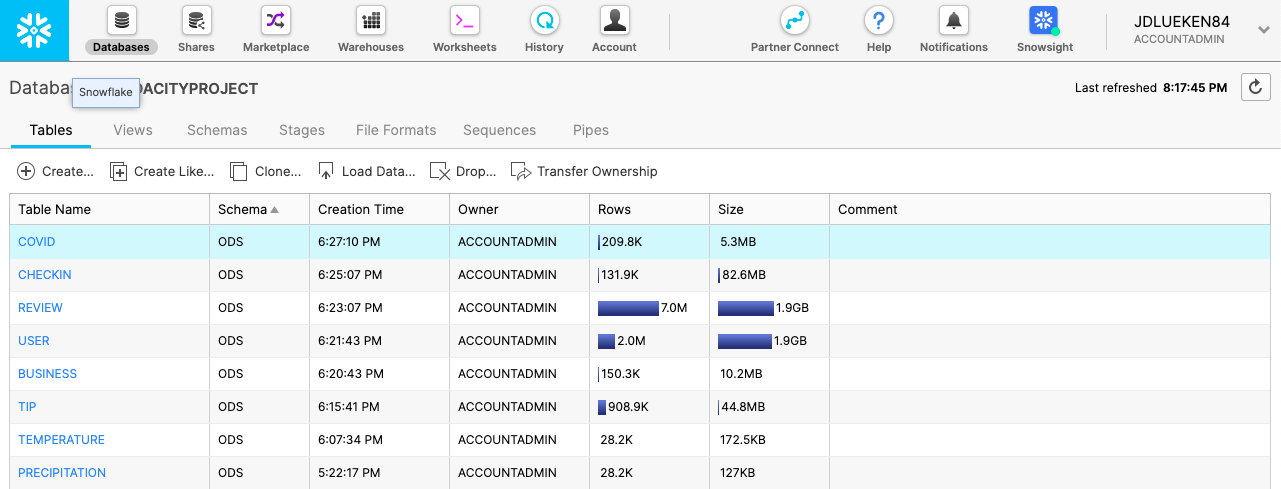 Databases Shares Marketplace Warehouses Worksheets History Account Partner Connect Help Notifications Snowsight JDLUEKEN84
ACCOUNTADMIN
Snowflake
Last refreshed 8:17:45 PM
Tables Views Schemas Stages File Formats Sequences Pipes
Create... Create Like... Clone... Load Data... Drop... Transfer Ownership
Table Name Schema Creation Time Owner Rows Size Comment
COVID ODS 6:27:10 PM ACCOUNTADMIN 209.8K 5.3MB
CHECKIN ODS 6:25:07 PM ACCOUNTADMIN 131.9K 82.6MB
REVIEW ODS 6:23:07 PM ACCOUNTADMIN 7.0M 1.9GB
USER ODS 6:21:43 PM ACCOUNTADMIN 2.0M 1.9GB
BUSINESS ODS 6:20:43 PM ACCOUNTADMIN 150.3K 10.2MB
TIP ODS 6:15:41 PM ACCOUNTADMIN 908.9K 44.8MB
TEMPERATURE ODS 6:07:34 PM ACCOUNTADMIN 28.2K 172.5KB
PRECIPITATION ODS 5:22:17 PM ACCOUNTADMIN 28.2K 127KB